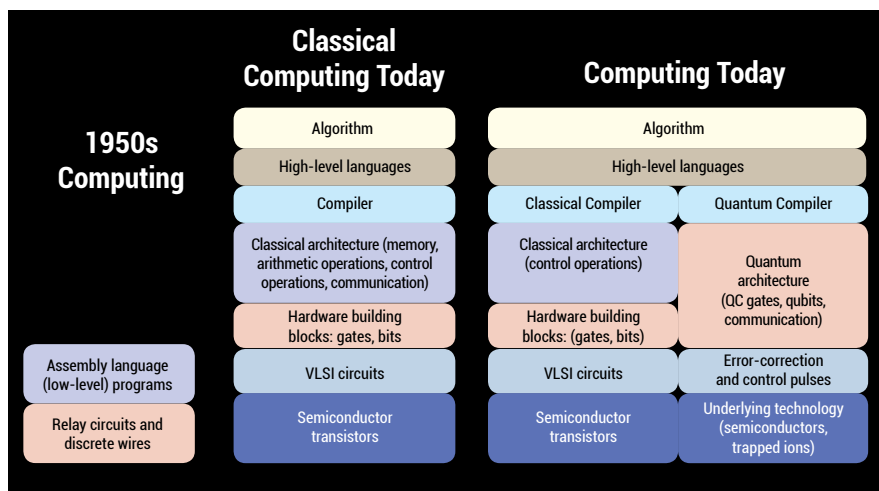 1950s
Computing
Assembly language
(low-level) programs
Relay circuits and
discrete wires
Classical
Computing Today
Algorithm
High-level languages
Compiler
Classical architecture (memory,
arithmetic operations, control
operations, communication)
Hardware building
blocks: gates, bits
VLSI circuits
Semiconductor
transistors
Computing Today
Algorithm
High-level languages
Classical Compiler
Classical architecture
(control operations)
Hardware building
blocks: (gates, bits)
VLSI circuits
Semiconductor
transistors
Quantum Compiler
Quantum
architecture
(QC gates, qubits,
communication)
Error-correction
and control pulses
Underlying technology
(semiconductors,
trapped ions)